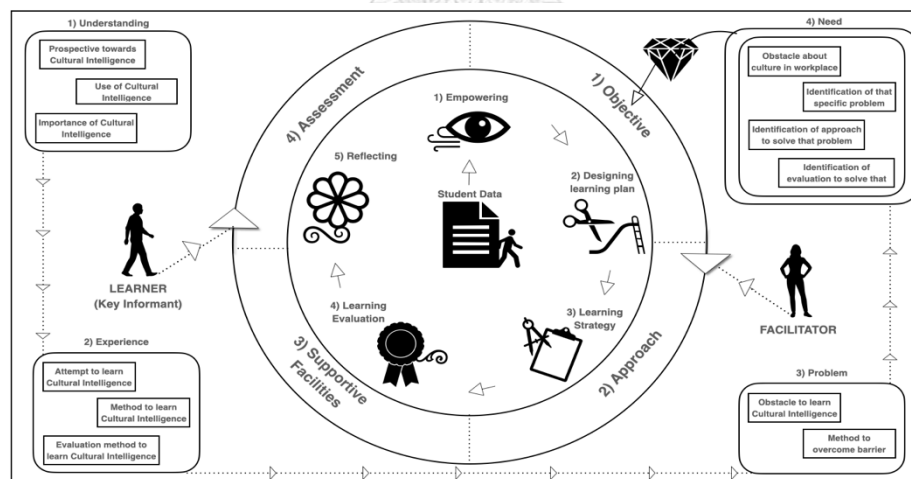 1) Understanding
Prospective towards
Cultural Intelligence
Use of Cultural
Intelligence
Importance of Cultural
Intelligence
LEARNER
(Key Informant)
2) Experience
Attempt to learn
Cultural Intelligence
Method to learn
Cultural Intelligence
Evaluation method to
learn Cultural Intelligence
4) Assessment
1) Objective
2) Approach
3) Supportive
Facilities
1) Empowering
2) Designing
learning plan
3) Learning
Strategy
4) Learning
Evaluation
5) Reflecting
Student Data
4) Need
Obstacle about
culture in workplace
Identification of that
specific problem
Identification of approach
to solve that problem
Identification of
evaluation to solve that
FACILITATOR
3) Problem
Obstacle to learn
Cultural Intelligence
Method to
overcome barrier